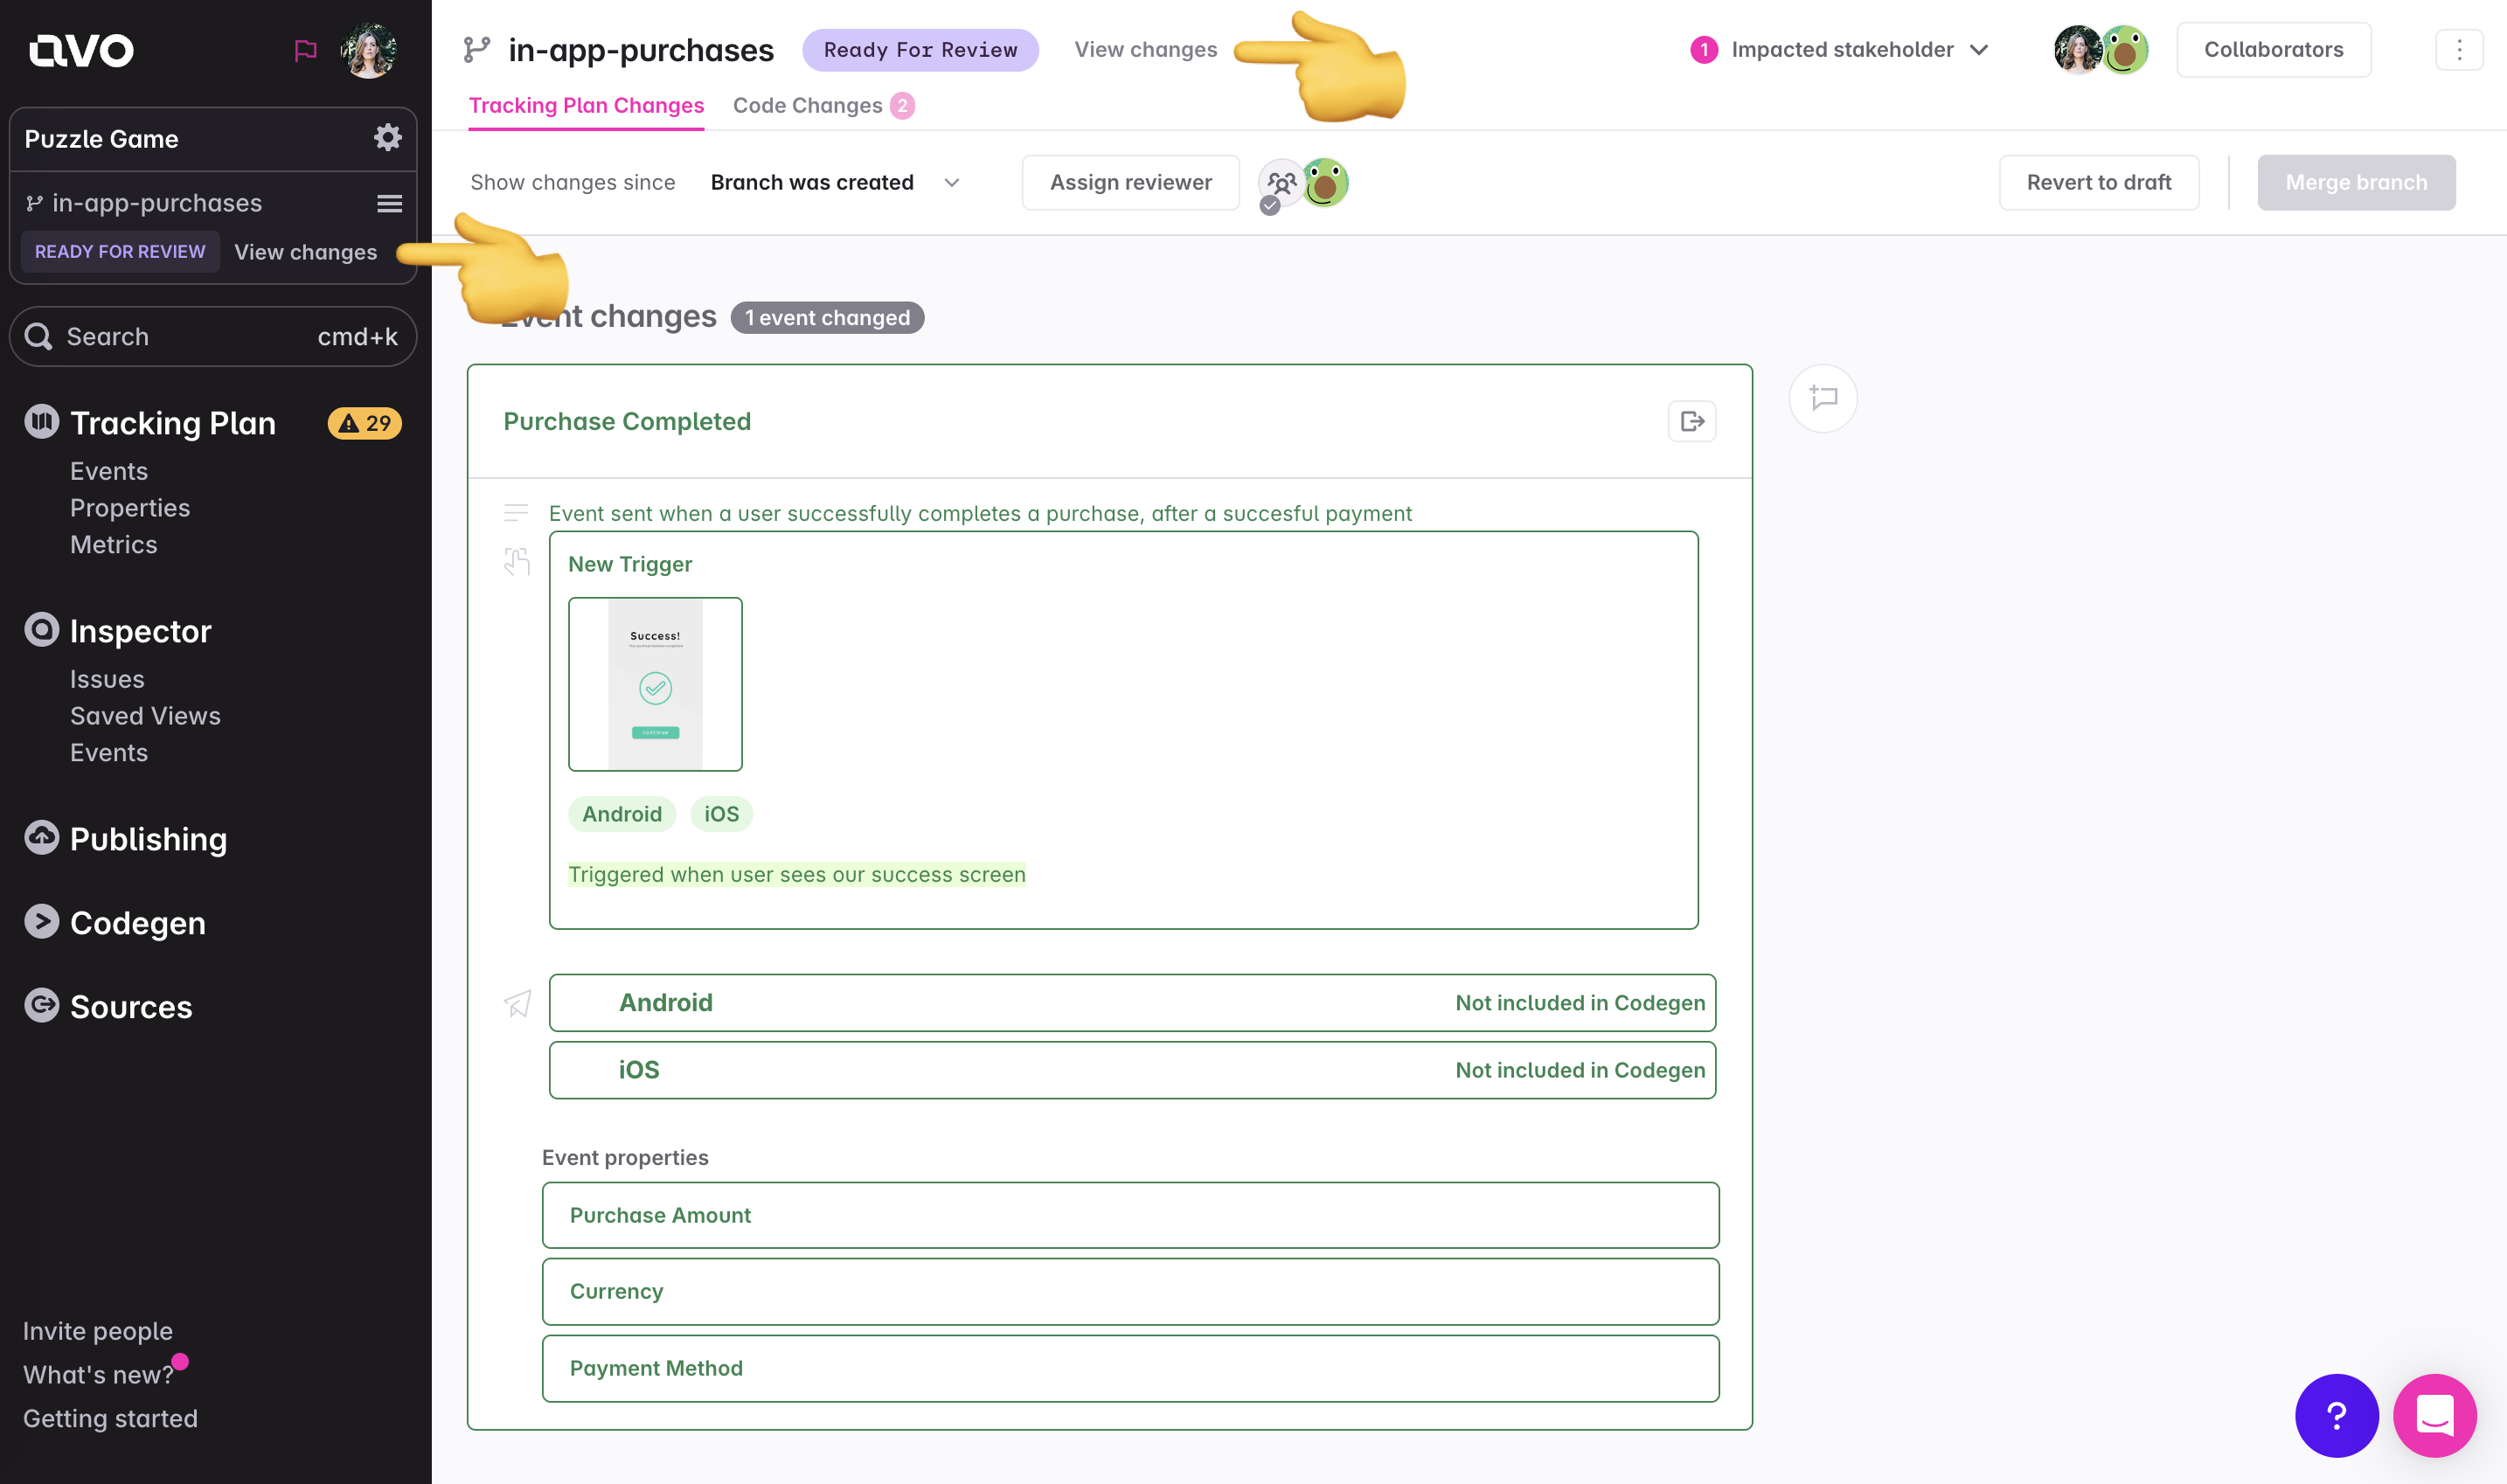 avo
Puzzle Game
in-app-purchases
READY FOR REVIEW View changes
Search cmd+k
Tracking Plan 29
Events
Properties
Metrics
Inspector
Issues
Saved Views
Events
Publishing
Codegen
Sources
Invite people
What's new?
Getting started
in-app-purchases Ready For Review View changes
1 Impacted stakeholder
Collaborators
Tracking Plan Changes Code Changes 2
Show changes since Branch was created
Assign reviewer
Revert to draft
Merge branch
Event changes 1 event changed
Purchase Completed
Event sent when a user successfully completes a purchase, after a succesful payment
New Trigger
Success!
CONTINUE
Android iOS
Triggered when user sees our success screen
Android Not included in Codegen
iOS Not included in Codegen
Event properties
Purchase Amount
Currency
Payment Method
?